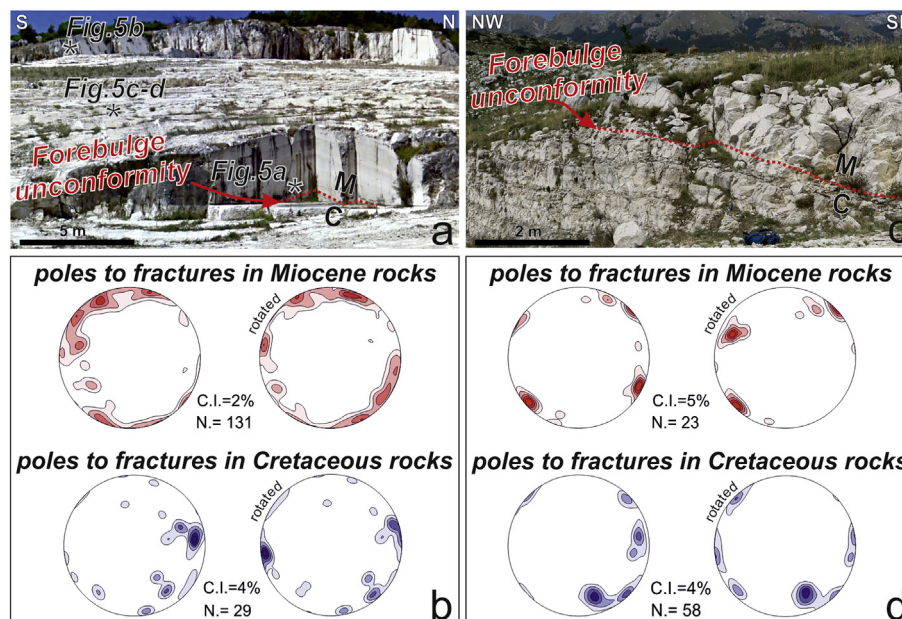 S
N
Fig.5b
*
Fig.5c-d
*
Forebulge
unconformity
Fig.5a
*
M
C
5 m
a
NW
Forebulge
unconformity
M
C
2 m
poles to fractures in Miocene rocks
rotated
C.I.=2%
N.= 131
poles to fractures in Cretaceous rocks
rotated
C.I.=4%
N.= 29
b
poles to fractures in Miocene rocks
rotated
C.I.=5%
N.= 23
poles to fractures in Cretaceous rocks
rotated
C.I.=4%
N.= 58
d